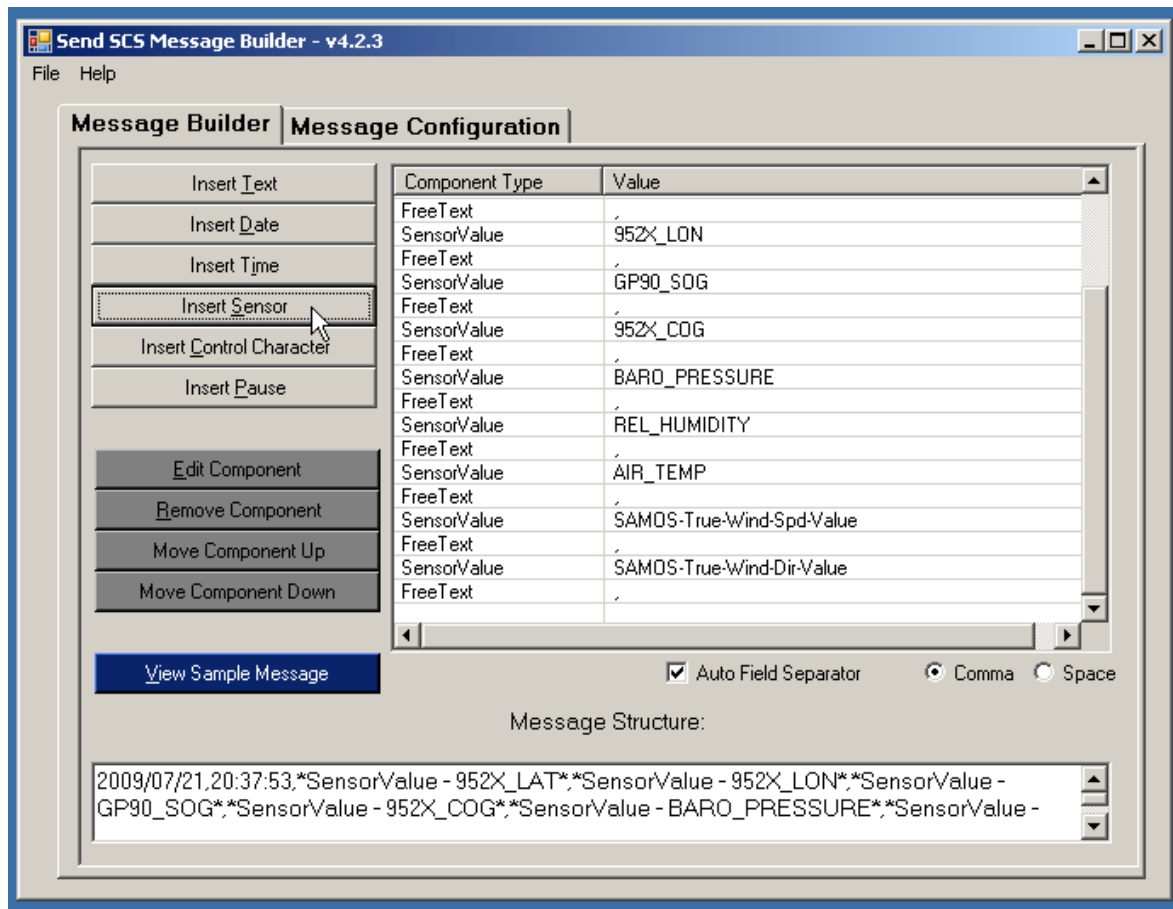 Send SCS Message Builder - v4.2.3
File Help
Message Builder Message Configuration
Insert Text
Insert Date
Insert Time
Insert Sensor
Insert Control Character
Insert Pause
Edit Component
Remove Component
Move Component Up
Move Component Down
View Sample Message
Component Type Value
FreeText ,
SensorValue 952X_LON
FreeText ,
SensorValue GP90_SOG
FreeText ,
SensorValue 952X_COG
FreeText ,
SensorValue BARO_PRESSURE
FreeText ,
SensorValue REL_HUMIDITY
FreeText ,
SensorValue AIR_TEMP
FreeText ,
SensorValue SAMOS-True-Wind-Spd-Value
FreeText ,
SensorValue SAMOS-True-Wind-Dir-Value
FreeText ,
Auto Field Separator Comma Space
Message Structure:
2009/07/21,20:37:53,*SensorValue - 952X_LAT*,*SensorValue - 952X_LON*,*SensorValue -
GP90_SOG*,*SensorValue - 952X_COG*,*SensorValue - BARO_PRESSURE*,*SensorValue -